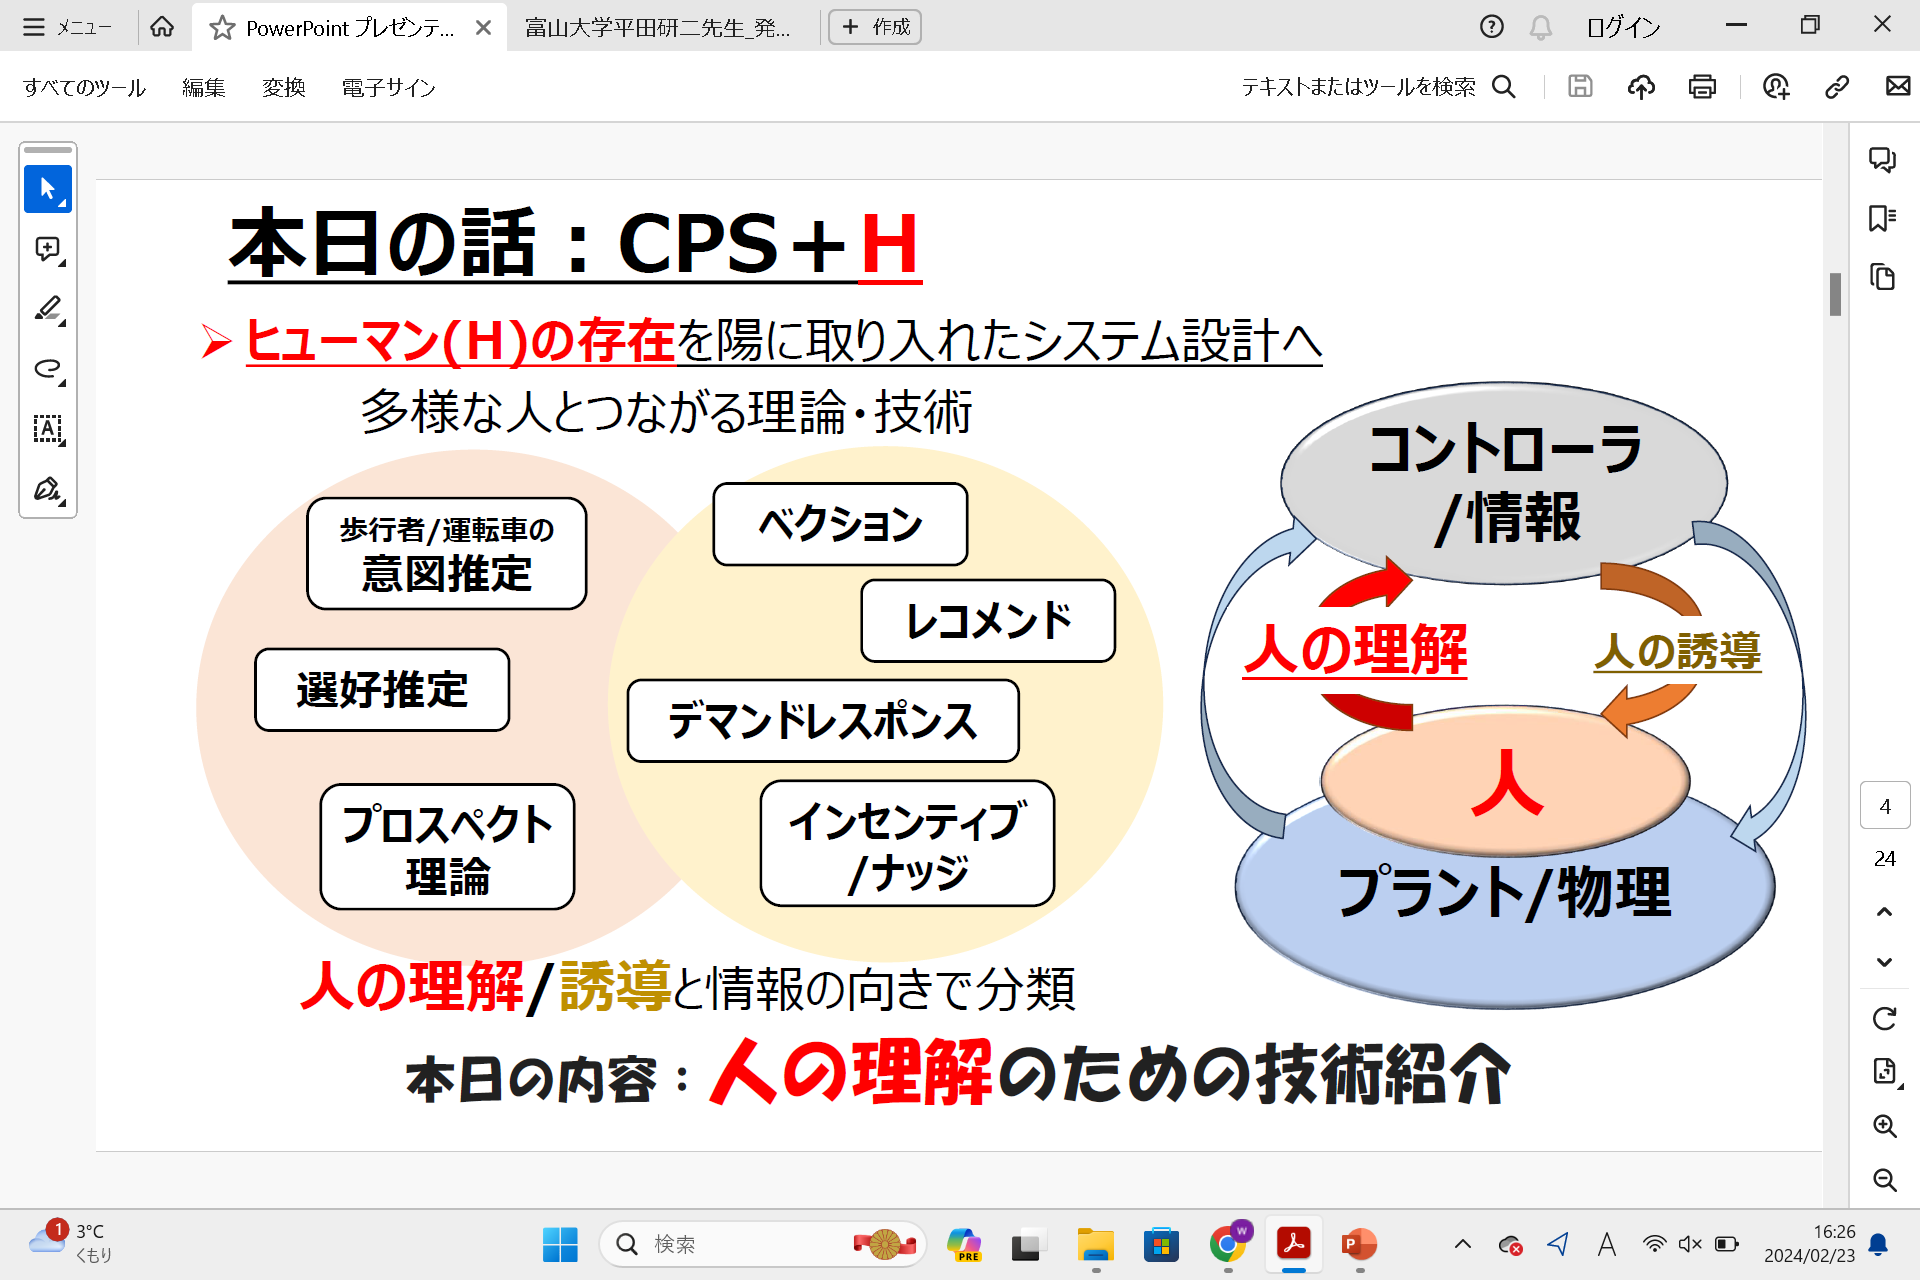 メニュー
PowerPoint プレゼンテ...
富山大学平田研二先生_発...
作成
ログイン
すべてのツール
編集
変換
電子サイン
テキストまたはツールを検索
本日の話：CPS＋H
ヒューマン(H)の存在を陽に取り入れたシステム設計へ
多様な人とつながる理論・技術
歩行者/運転車の
意図推定
選好推定
プロスペクト
理論
ベクション
レコメンド
デマンドレスポンス
インセンティブ
/ナッジ
コントローラ
/情報
人の理解
人の誘導
人
プラント/物理
人の理解/誘導と情報の向きで分類
本日の内容：人の理解のための技術紹介
4
24
1
3°C
くもり
検索
PRE
W
P
A
16:26
2024/02/23